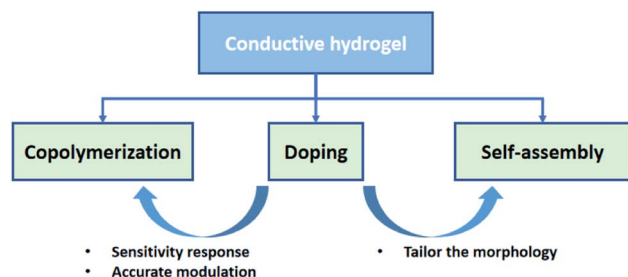 Conductive hydrogel
Copolymerization
Doping
Self-assembly
• Sensitivity response
• Accurate modulation
• Tailor the morphology